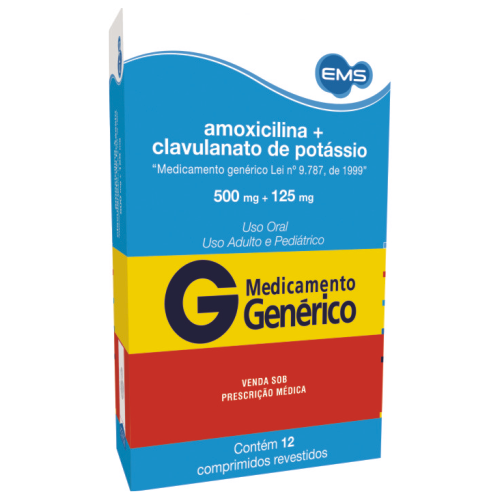 EMS
amoxicilina +
clavulanato de potássio
“Medicamento genérico Lei nº 9.787, de 1999”
500 mg + 125 mg
Uso Oral
Uso Adulto e Pediátrico
G Medicamento
Genérico
VENDA SOB
PRESCRIÇÃO MÉDICA
Contém 12
comprimidos revestidos